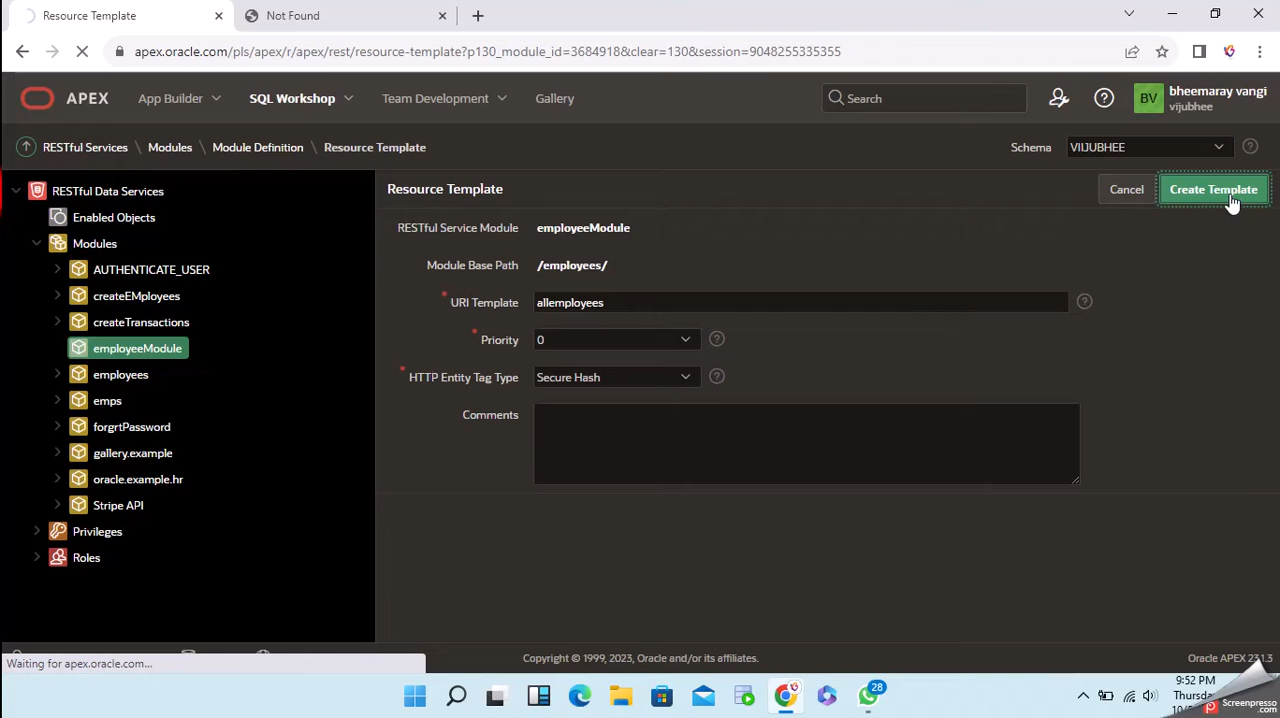 Resource Template
Not Found
apex.oracle.com/pls/apex/r/apex/rest/resource-template?p130_module_id=3684918&clear=130&session=9048255335355
APEX
App Builder
SQL Workshop
Team Development
Gallery
Search
BV
bheemaray vangi
vijubhee
RESTful Services
Modules
Module Definition
Resource Template
Schema
VIJUBHEE
RESTful Data Services
Enabled Objects
Modules
AUTHENTICATE_USER
createEMployees
createTransactions
employeeModule
employees
emps
forgrtPassword
gallery.example
oracle.example.hr
Stripe API
Privileges
Roles
Resource Template
Cancel
Create Template
RESTful Service Module employeeModule
Module Base Path /employees/
* URI Template allemployees
* Priority 0
* HTTP Entity Tag Type Secure Hash
Comments
Waiting for apex.oracle.com...
Copyright © 1999, 2023, Oracle and/or its affiliates.
Oracle APEX 23.1.3
28
9:52 PM
Thursday
Screenpresso.com